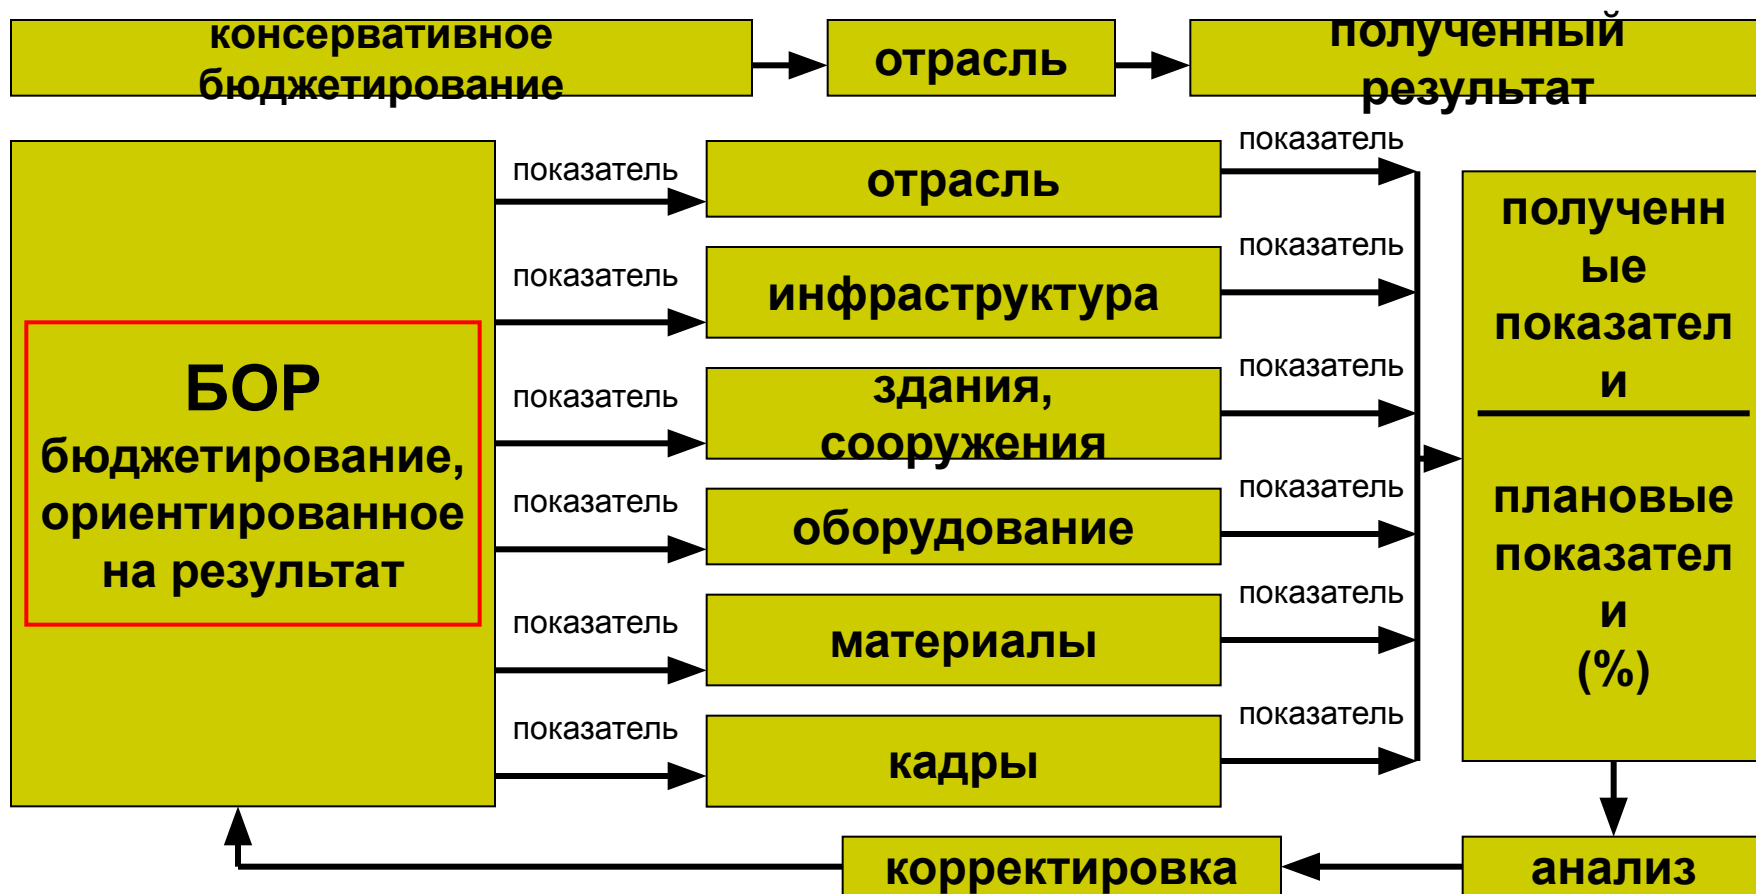 консервативное
бюджетирование
отрасль
полученный
результат
БОР
бюджетирование,
ориентированное
на результат
показатель
показатель
показатель
показатель
показатель
показатель
отрасль
инфраструктура
здания,
сооружения
оборудование
материалы
кадры
показатель
показатель
показатель
показатель
показатель
показатель
полученн
ые
показател
и
плановые
показател
и
(%)
корректировка
анализ